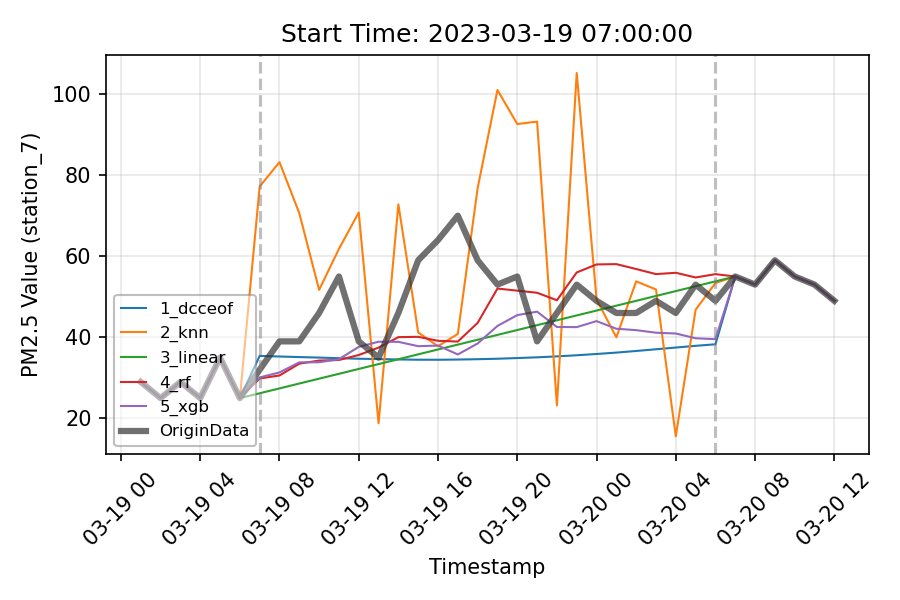 Start Time: 2023-03-19 07:00:00
PM2.5 Value (station_7)
100
80
60
40
20
1_dcceof
2_knn
3_linear
4_rf
5_xgb
OriginData
03-19 00
03-19 04
03-19 08
03-19 12
03-19 16
03-19 20
03-20 00
03-20 04
03-20 08
03-20 12
Timestamp